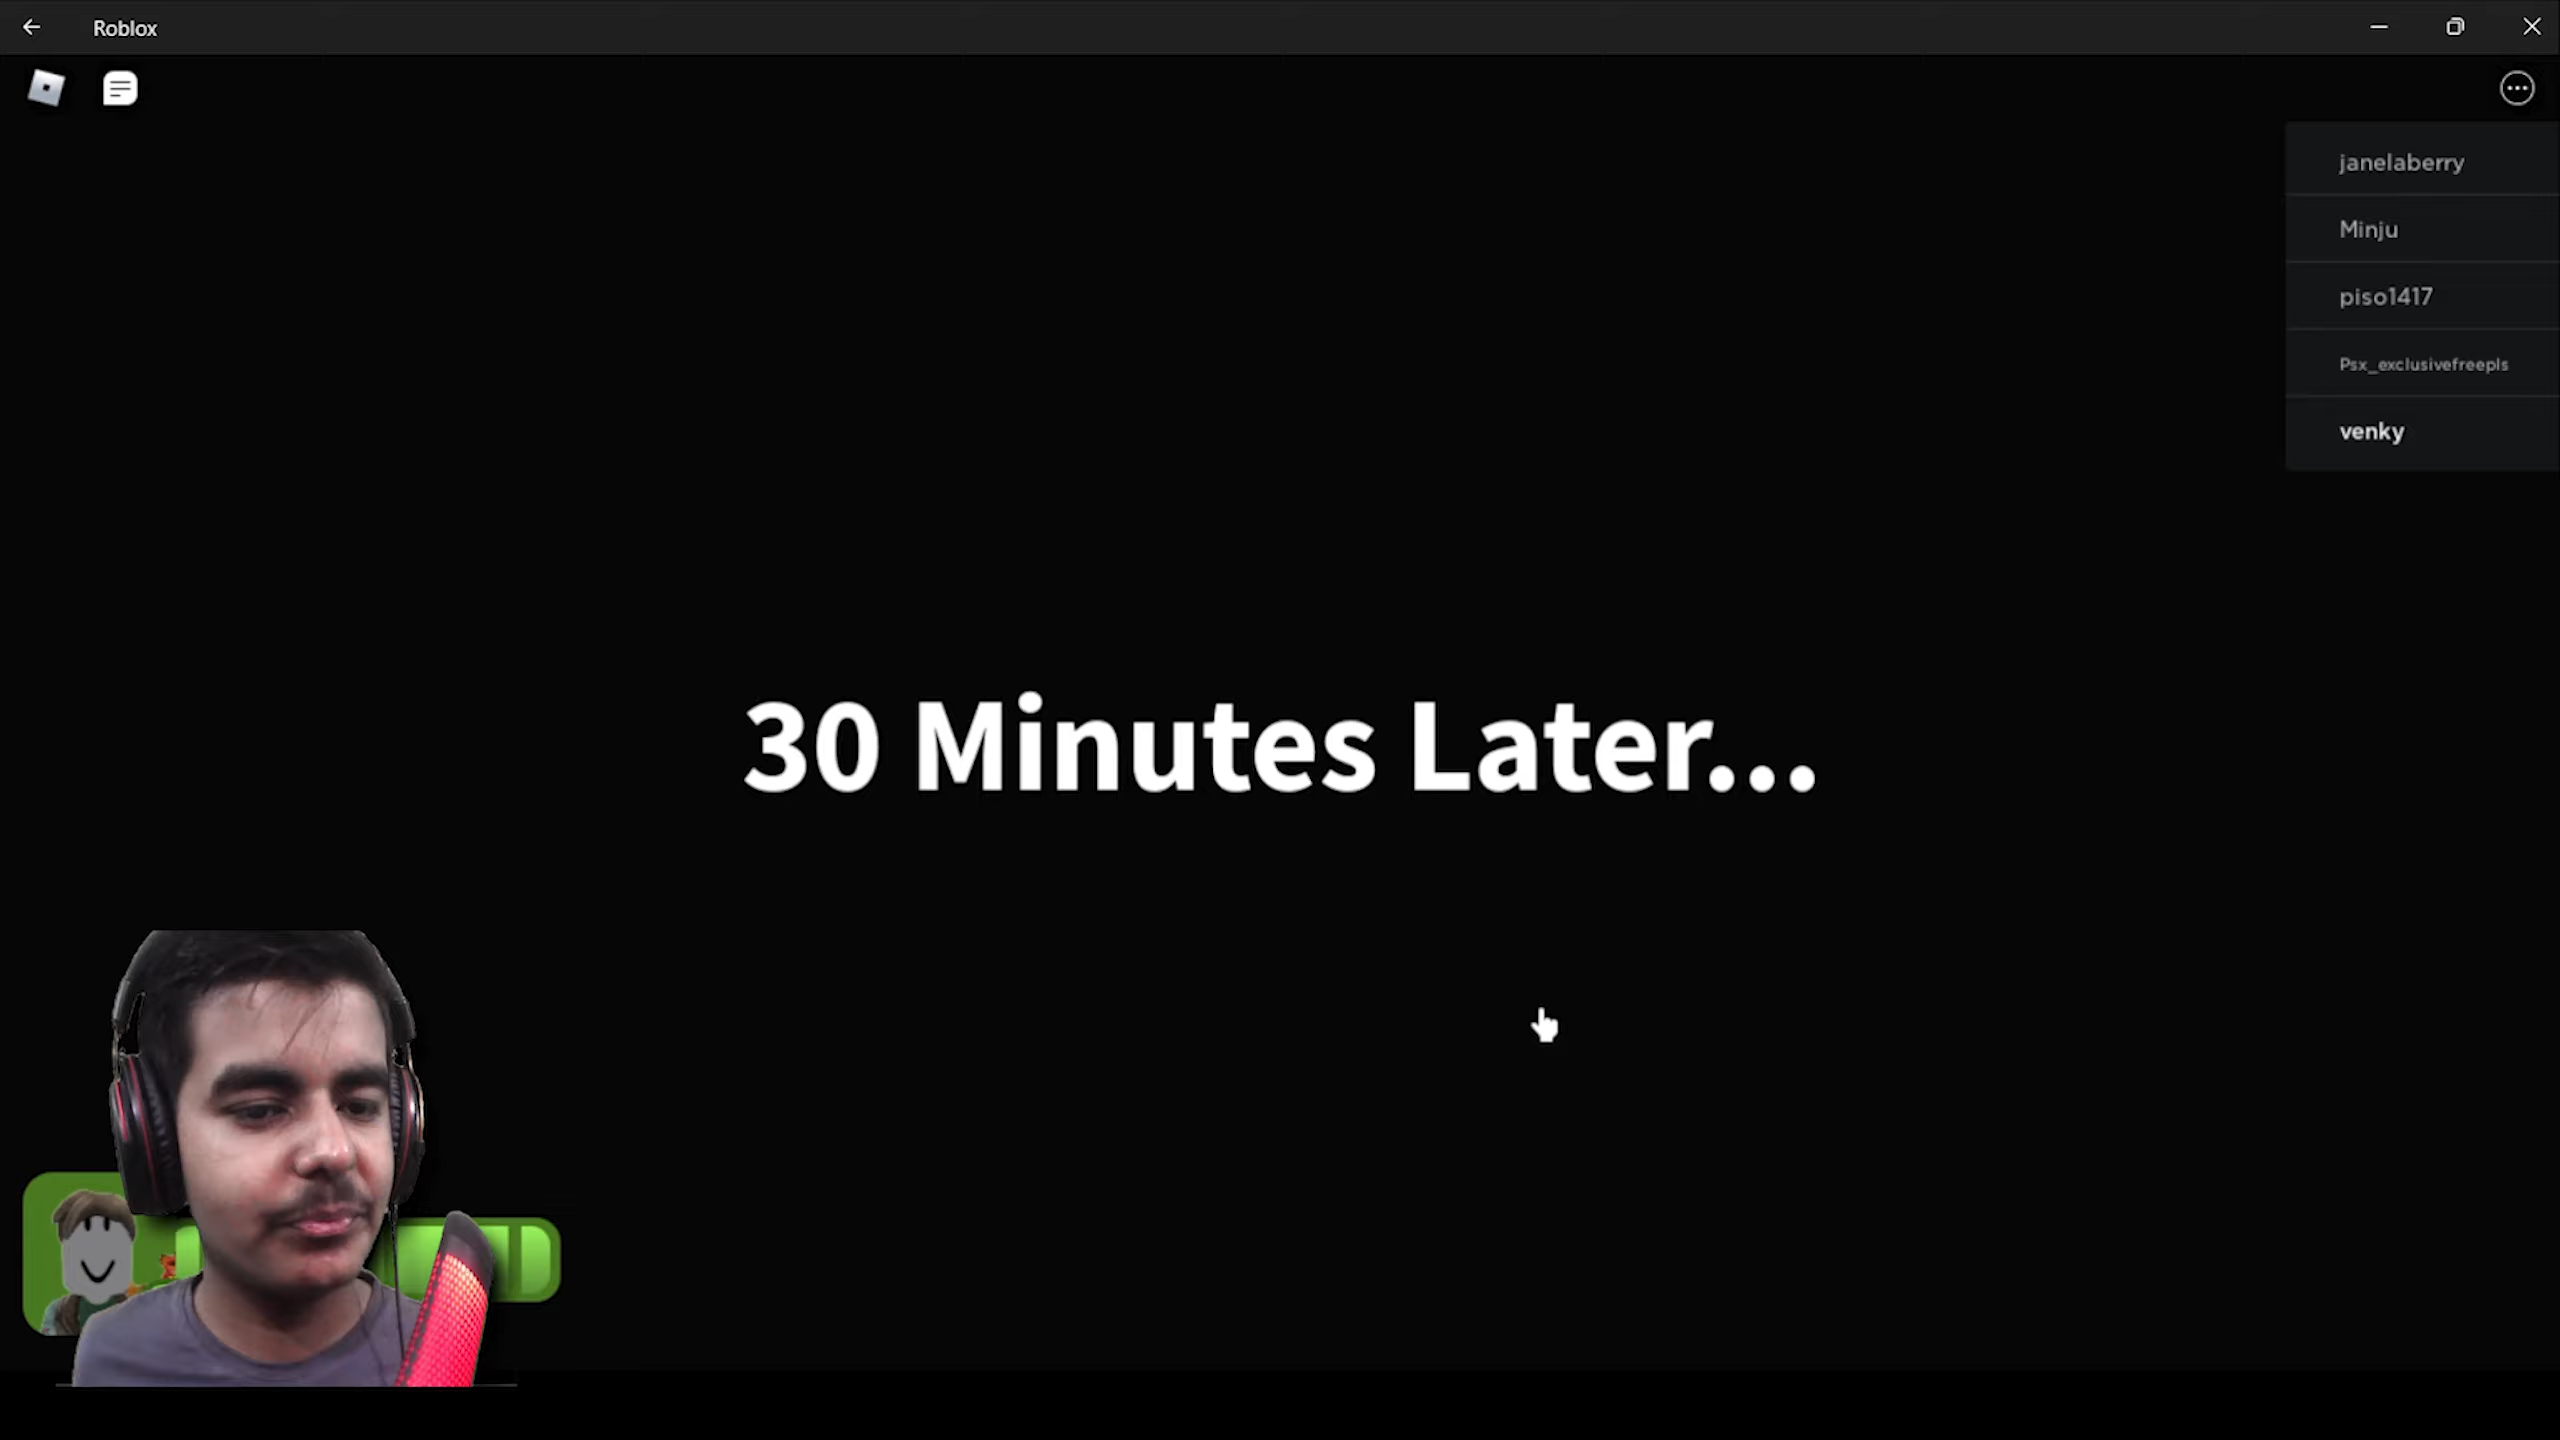 Roblox
janelaberry
Minju
piso1417
Psx_exclusivefreepls
venky
30 Minutes Later...